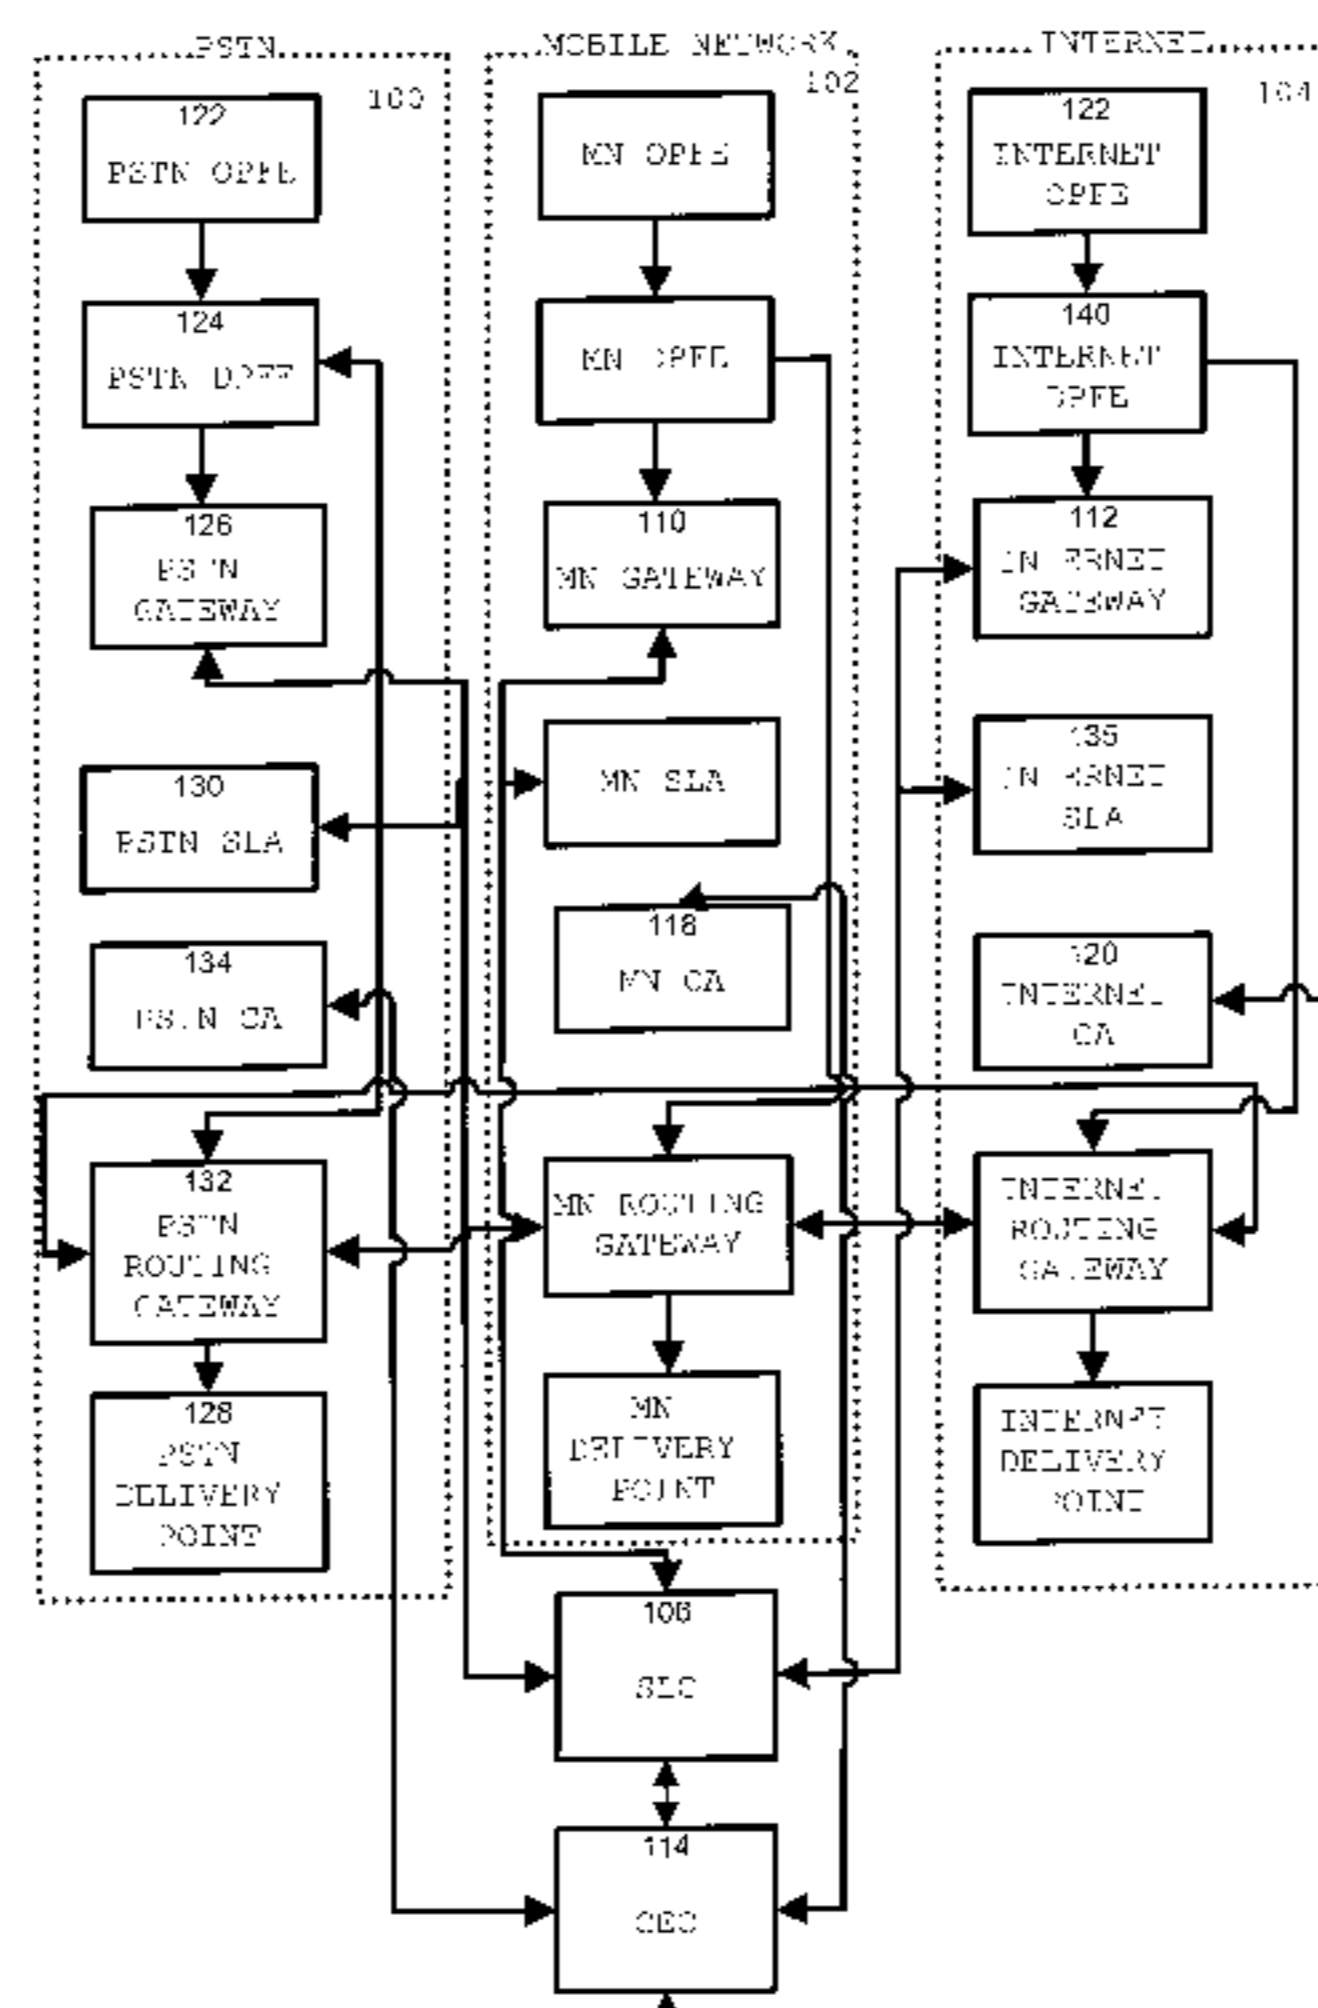 PSTN
100
122
PSTN OPFE
124
PSTN DPFE
126
PSTN
GATEWAY
130
PSTN SLA
134
PSTN CA
132
PSTN
ROUTING
GATEWAY
128
PSTN
DELIVERY
POINT
MOBILE NETWORK
102
MN OPFE
MN DPFE
110
MN GATEWAY
MN SLA
118
MN CA
MN ROUTING
GATEWAY
MN
DELIVERY
POINT
INTERNET
104
122
INTERNET
OPFE
140
INTERNET
DPFE
112
INTERNET
GATEWAY
135
INTERNET
SLA
120
INTERNET
CA
INTERNET
ROUTING
GATEWAY
INTERNET
DELIVERY
POINT
106
114